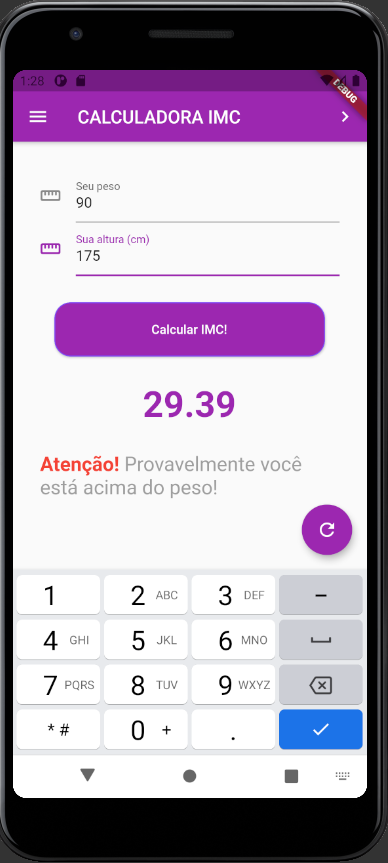 1:28
DEBUG
CALCULADORA IMC
Seu peso
90
Sua altura (cm)
175
Calcular IMC!
29.39
Atenção! Provavelmente você
está acima do peso!
1 2 ABC 3 DEF –
4 GHI 5 JKL 6 MNO
7 PQRS 8 TUV 9 WXYZ
* # 0 + .